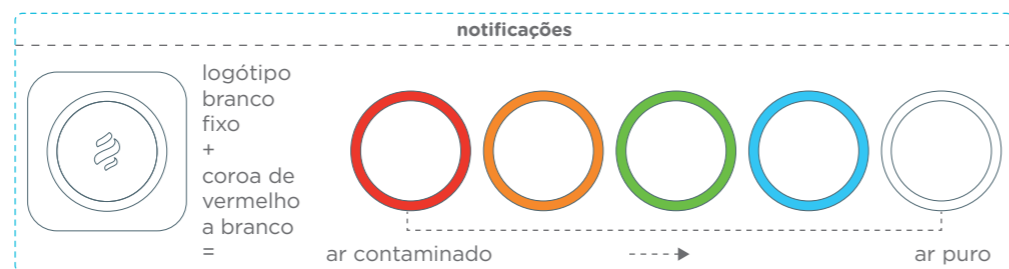 notificações
logótipo
branco
fixo
+
coroa de
vermelho
a branco
=
ar contaminado
ar puro